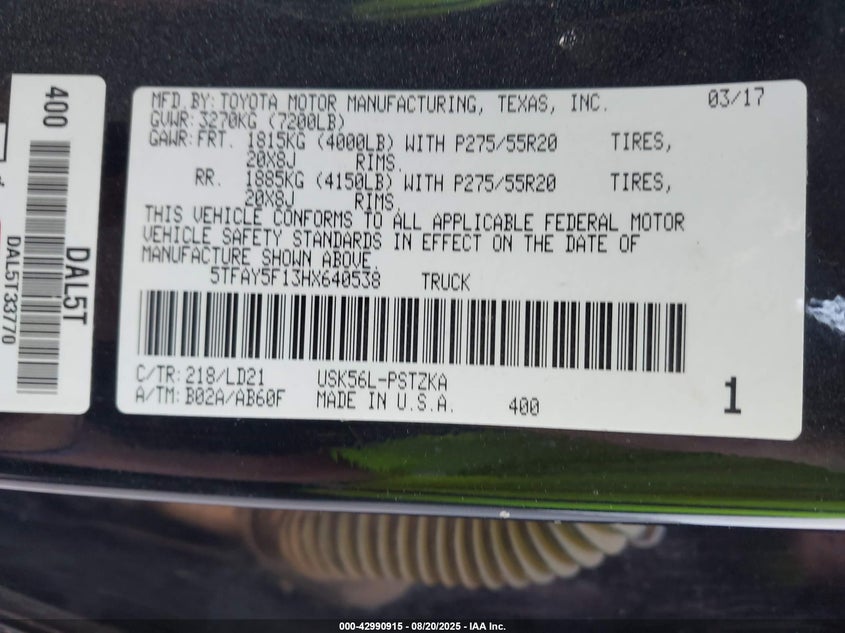 MFD.BY: TOYOTA MOTOR MANUFACTURING, TEXAS, INC. 03/17
GVWR: 3270KG (7200LB)
GAWR: FRT. 1815KG (4000LB) WITH P275/55R20 TIRES,
20X8J RIMS.
RR. 1885KG (4150LB) WITH P275/55R20 TIRES,
20X8J RIMS.
THIS VEHICLE CONFORMS TO ALL APPLICABLE FEDERAL MOTOR
VEHICLE SAFETY STANDARDS IN EFFECT ON THE DATE OF
MANUFACTURE SHOWN ABOVE.
5TFAY5F13HX640538 TRUCK
C/TR: 218/LD21 USK56L-PSTZKA
A/TM: B02A/AB60F MADE IN U.S.A. 400 1
400
DAL5T
DAL5T33770
000-42990915 - 08/20/2025 - IAA Inc.